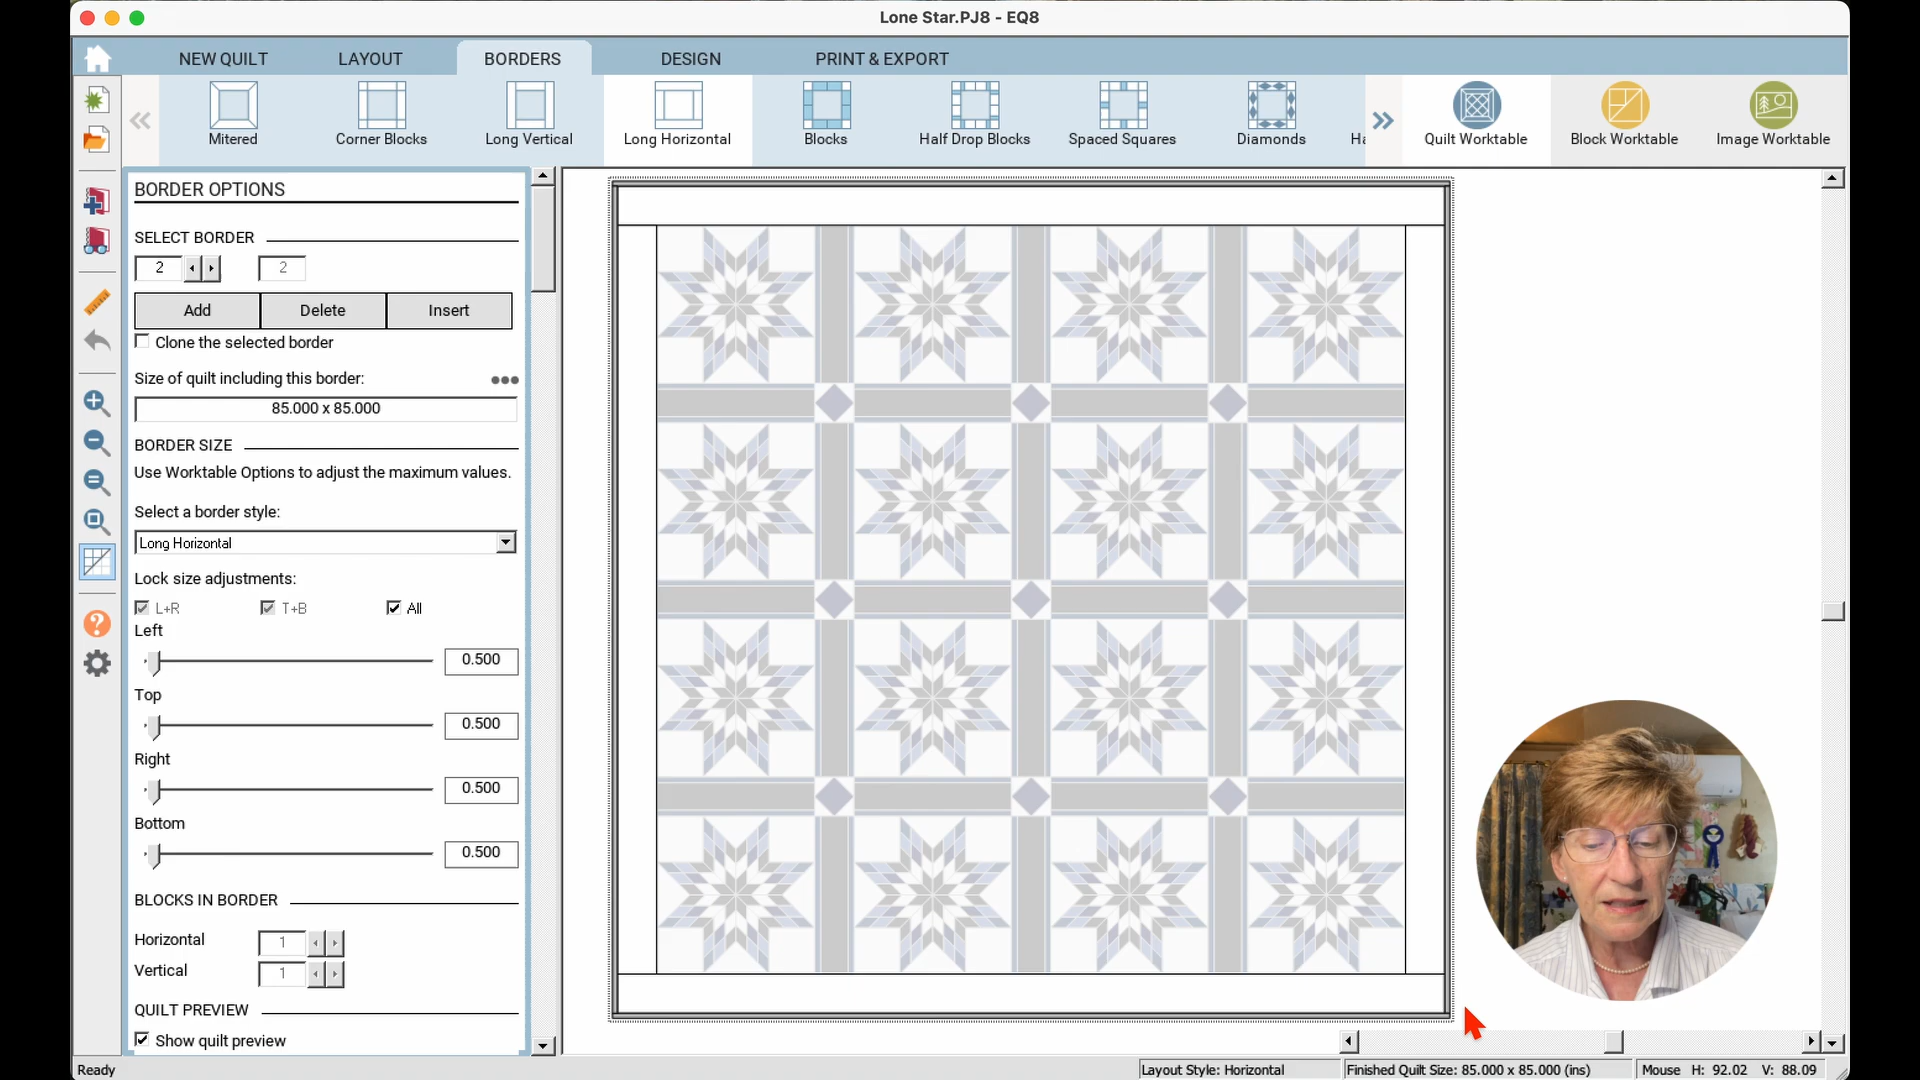 Lone Star.PJ8 - EQ8
NEW QUILT LAYOUT BORDERS DESIGN PRINT & EXPORT
Mitered Corner Blocks Long Vertical Long Horizontal Blocks Half Drop Blocks Spaced Squares Diamonds Ha Quilt Worktable Block Worktable Image Worktable
BORDER OPTIONS
SELECT BORDER
2 2
Add Delete Insert
Clone the selected border
Size of quilt including this border:
85.000 x 85.000
BORDER SIZE
Use Worktable Options to adjust the maximum values.
Select a border style:
Long Horizontal
Lock size adjustments:
L+R T+B All
Left
0.500
Top
0.500
Right
0.500
Bottom
0.500
BLOCKS IN BORDER
Horizontal 1
Vertical 1
QUILT PREVIEW
Show quilt preview
Ready Layout Style: Horizontal Finished Quilt Size: 85.000 x 85.000 (ins) Mouse H: 92.02 V: 88.09